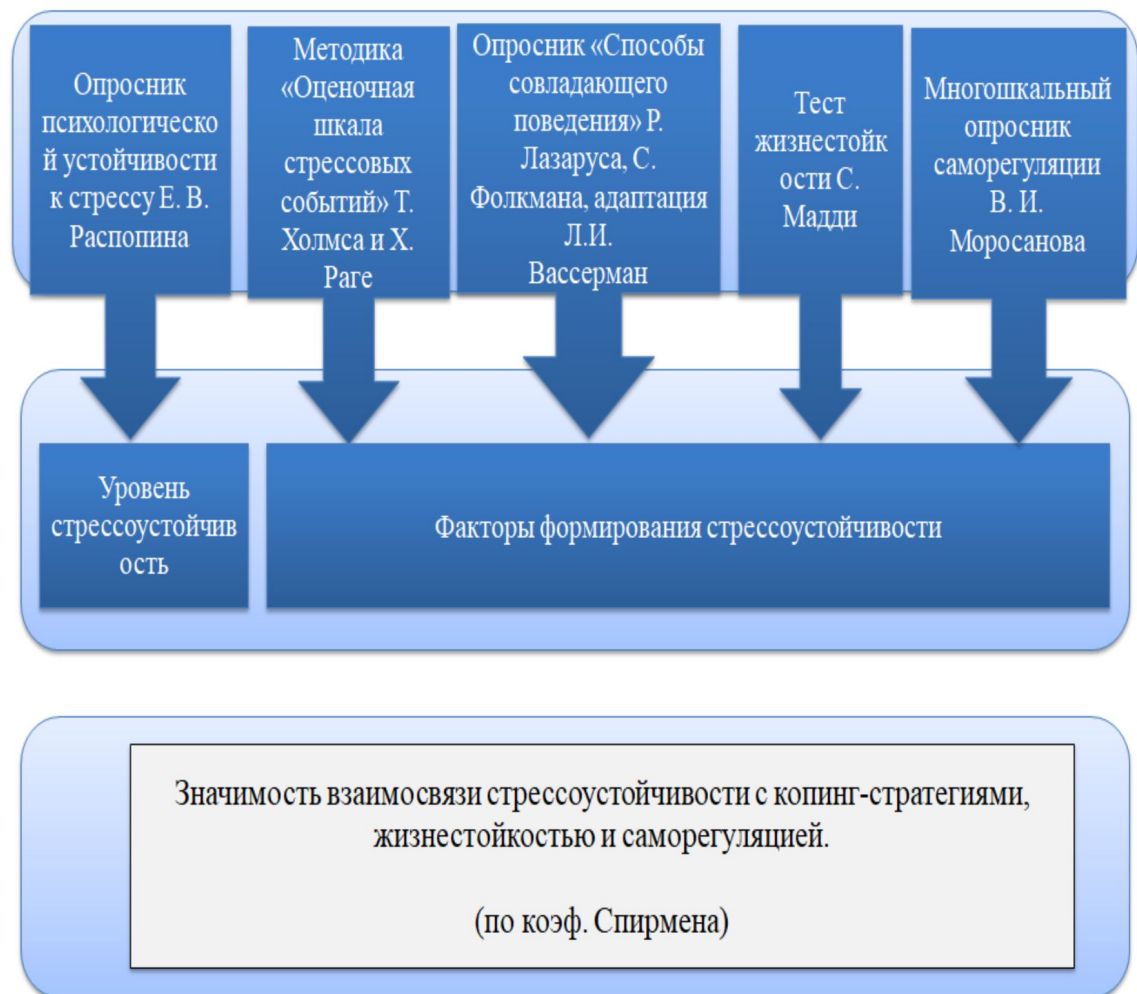 Опросник
психологическо
й устойчивости
к стрессу Е. В.
Распопина
Методика
«Оценочная
шкала
стрессовых
событий» Т.
Холмса и Х.
Раге
Опросник «Способы
совладающего
поведения» Р.
Лазаруса, С.
Фолкмана, адаптация
Л.И.
Вассерман
Тест
жизнестойк
ости С.
Мадди
Многошкальный
опросник
саморегуляции
В. И.
Моросанова
Уровень
стрессоустойчив
ость
Факторы формирования стрессоустойчивости
Значимость взаимосвязи стрессоустойчивости с копинг-стратегиями,
жизнестойкостью и саморегуляцией.
(по коэф. Спирмена)